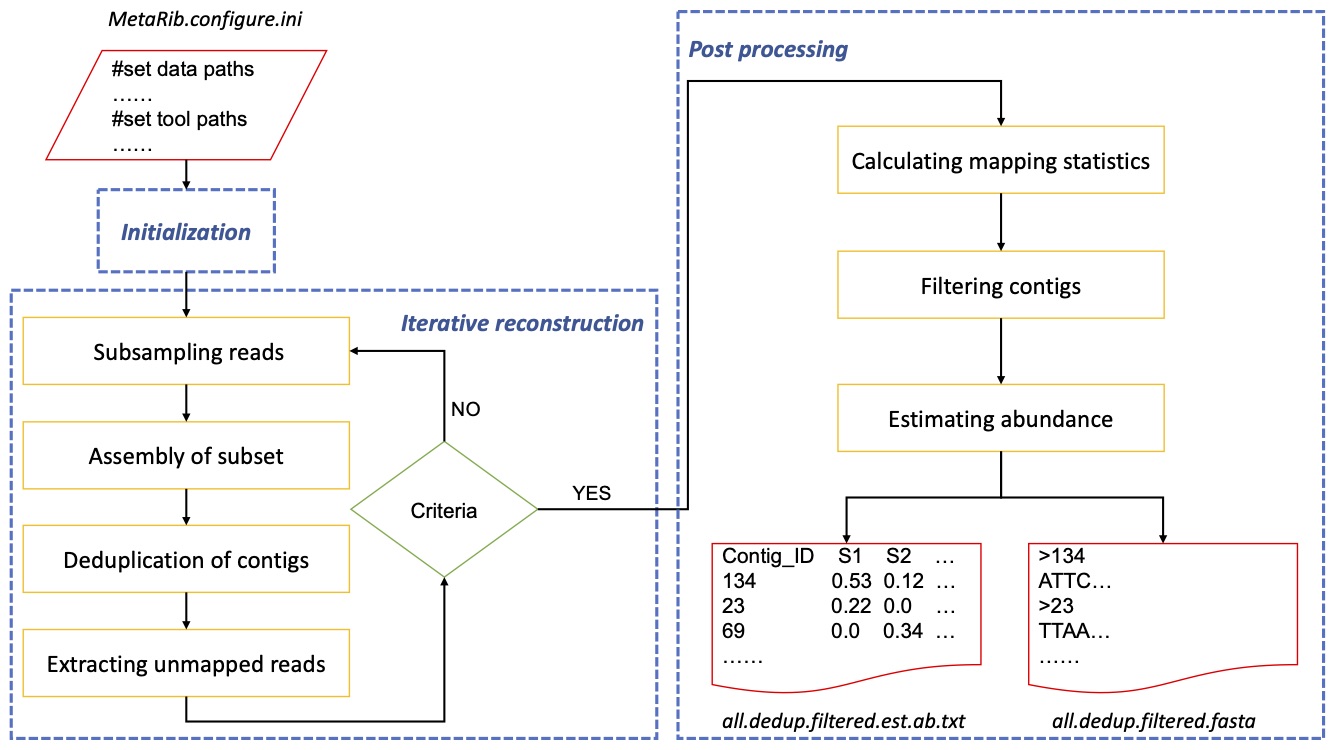 MetaRib.configure.ini
#set data paths
……
#set tool paths
……
Initialization
Iterative reconstruction
Subsampling reads
Assembly of subset
Deduplication of contigs
Extracting unmapped reads
NO
Criteria
YES
Post processing
Calculating mapping statistics
Filtering contigs
Estimating abundance
Contig_ID S1 S2 …
134 0.53 0.12 …
23 0.22 0.0 …
69 0.0 0.34 …
……
all.dedup.filtered.est.ab.txt
>134
ATTC…
>23
TTAA…
……
all.dedup.filtered.fasta